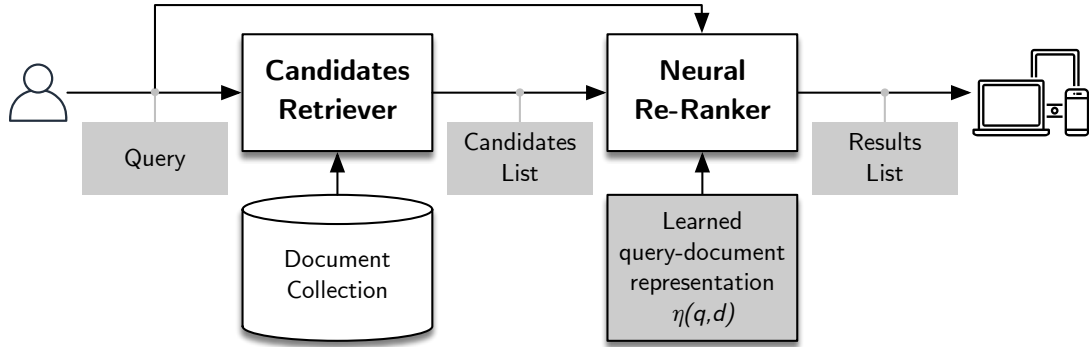 Candidates
Retriever
Neural
Re-Ranker
Query
Candidates
List
Results
List
Document
Collection
Learned
query-document
representation
η(q,d)